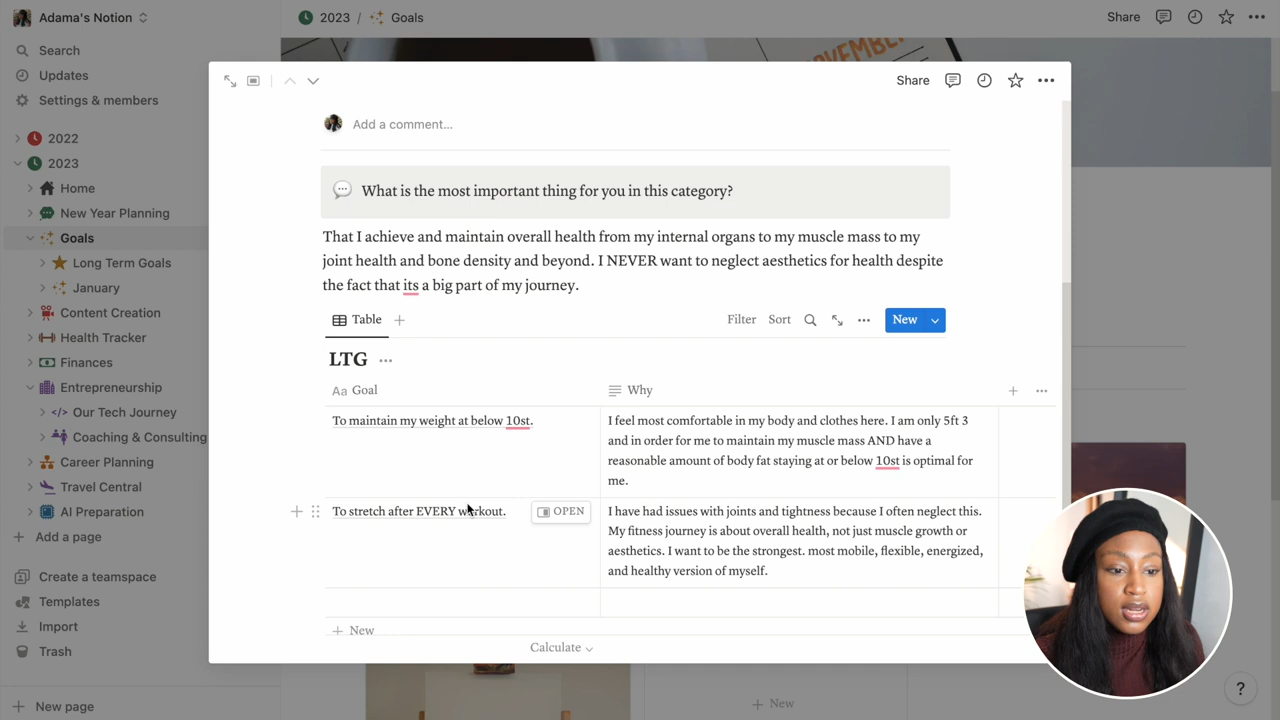 Adama's Notion
Search
Updates
Settings & members
2022
2023
Home
New Year Planning
Goals
Long Term Goals
January
Content Creation
Health Tracker
Finances
Entrepreneurship
Our Tech Journey
Coaching & Consulting
Career Planning
Travel Central
AI Preparation
Add a page
Create a teamspace
Templates
Import
Trash
New page
2023 / Goals
Share
NOVEMBER
Share
Add a comment...
What is the most important thing for you in this category?
That I achieve and maintain overall health from my internal organs to my muscle mass to my
joint health and bone density and beyond. I NEVER want to neglect aesthetics for health despite
the fact that its a big part of my journey.
Table
Filter Sort New
LTG
Aa Goal Why
To maintain my weight at below 10st.
I feel most comfortable in my body and clothes here. I am only 5ft 3
and in order for me to maintain my muscle mass AND have a
reasonable amount of body fat staying at or below 10st is optimal for
me.
To stretch after EVERY workout. OPEN
I have had issues with joints and tightness because I often neglect this.
My fitness journey is about overall health, not just muscle growth or
aesthetics. I want to be the strongest. most mobile, flexible, energized,
and healthy version of myself.
+ New
Calculate
+ New
?